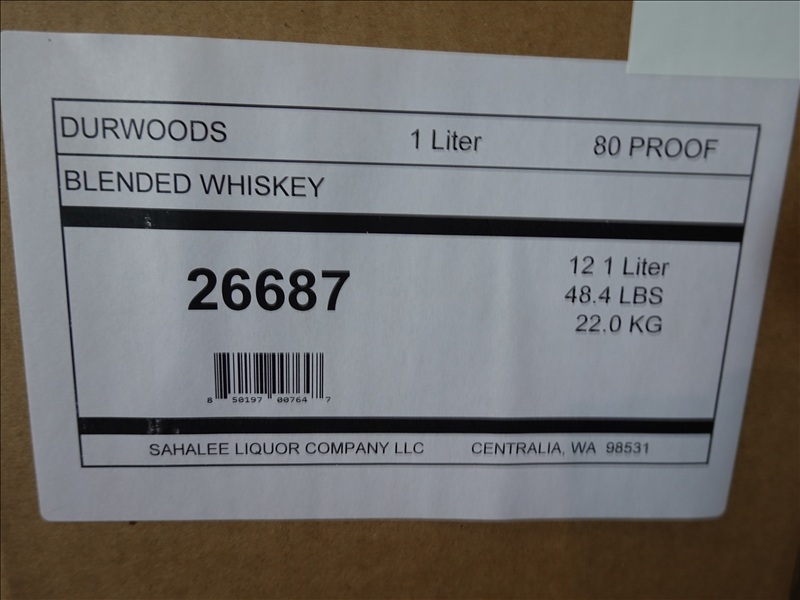 DURWOODS 1 Liter 80 PROOF
BLENDED WHISKEY
26687
12 1 Liter
48.4 LBS
22.0 KG
8 50197 00764 7
SAHALEE LIQUOR COMPANY LLC CENTRALIA, WA 98531